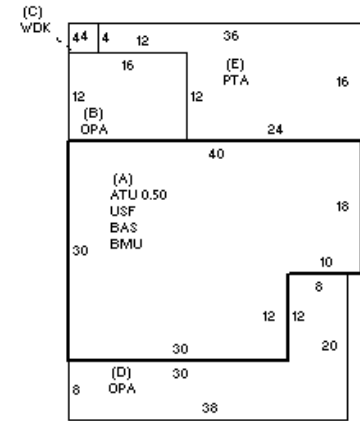 (C)
WDK
44 4 12 36
16 (E)
PTA 16
12 (B)
OPA 12
24
40
(A)
ATU 0.50
USF
BAS
BMU
18
30
10
8
12 12
20
30
(D)
OPA 30
8
38